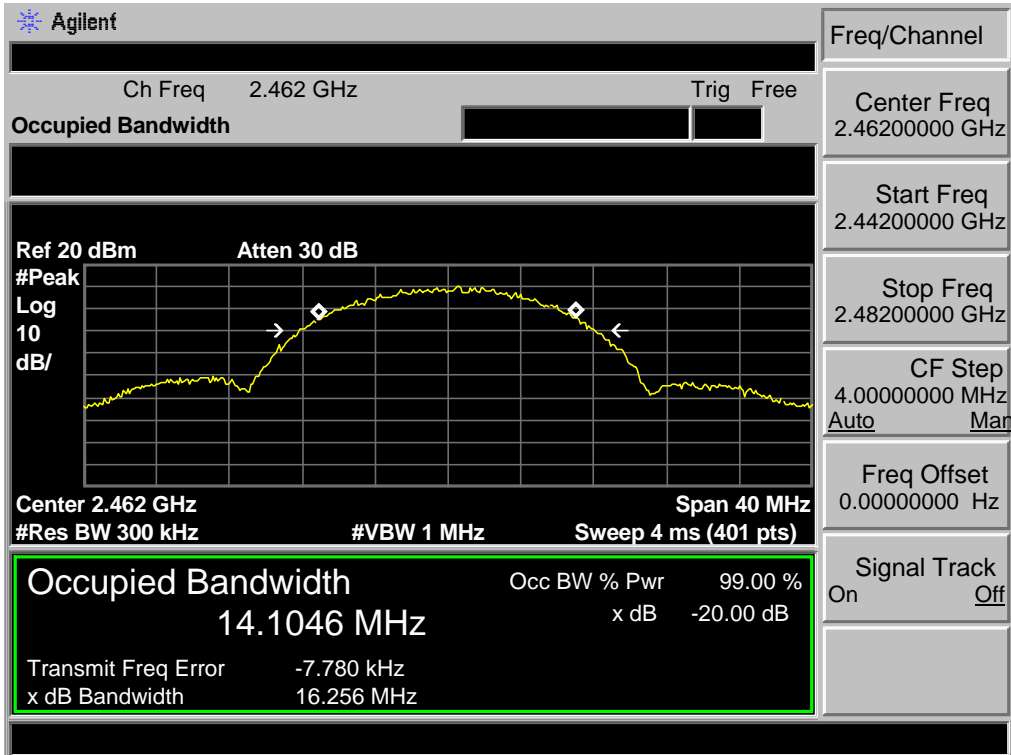 Agilent
Freq/Channel
Ch Freq 2.462 GHz Trig Free
Occupied Bandwidth
Center Freq
2.46200000 GHz
Start Freq
2.44200000 GHz
Ref 20 dBm Atten 30 dB
#Peak
Log
10
dB/
Stop Freq
2.48200000 GHz
CF Step
4.00000000 MHz
Auto Man
Freq Offset
0.00000000 Hz
Center 2.462 GHz Span 40 MHz
#Res BW 300 kHz #VBW 1 MHz Sweep 4 ms (401 pts)
Signal Track
On Off
Occupied Bandwidth
14.1046 MHz
Occ BW % Pwr 99.00 %
x dB -20.00 dB
Transmit Freq Error -7.780 kHz
x dB Bandwidth 16.256 MHz